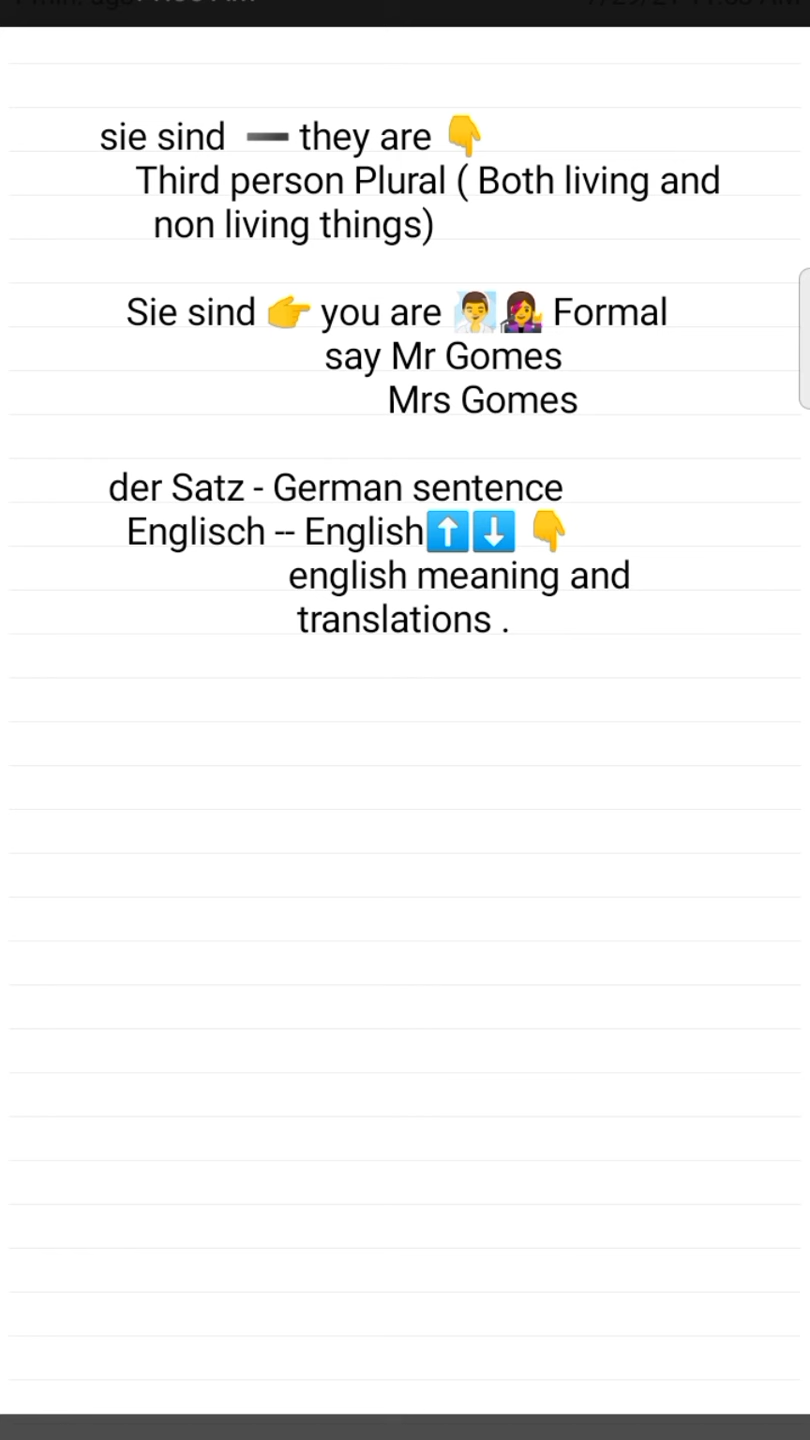 sie sind ➖ they are 👇
Third person Plural ( Both living and
non living things)
Sie sind 👉 you are 🧖‍♂️👩‍🎤 Formal
say Mr Gomes
Mrs Gomes
der Satz - German sentence
Englisch -- English⬆️⬇️ 👇
english meaning and
translations .